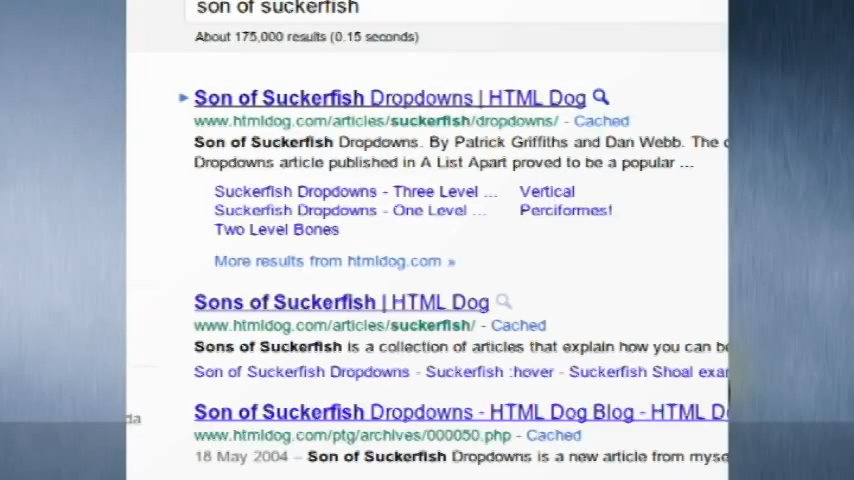 son of suckerfish
About 175,000 results (0.15 seconds)
Son of Suckerfish Dropdowns | HTML Dog
www.htmldog.com/articles/suckerfish/dropdowns/ - Cached
Son of Suckerfish Dropdowns. By Patrick Griffiths and Dan Webb. The
Dropdowns article published in A List Apart proved to be a popular ...
Suckerfish Dropdowns - Three Level ... Vertical
Suckerfish Dropdowns - One Level ... Perciformes!
Two Level Bones
More results from htmldog.com »
Sons of Suckerfish | HTML Dog
www.htmldog.com/articles/suckerfish/ - Cached
Sons of Suckerfish is a collection of articles that explain how you can be
Son of Suckerfish Dropdowns - Suckerfish :hover - Suckerfish Shoal exam
Son of Suckerfish Dropdowns - HTML Dog Blog - HTML D
da
www.htmldog.com/ptg/archives/000050.php - Cached
18 May 2004 – Son of Suckerfish Dropdowns is a new article from myse